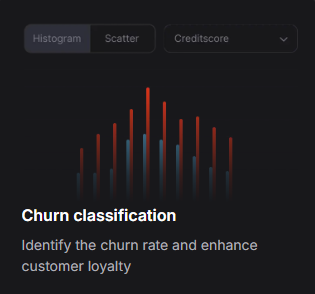 Histogram Scatter Creditscore
Churn classification
Identify the churn rate and enhance
customer loyalty